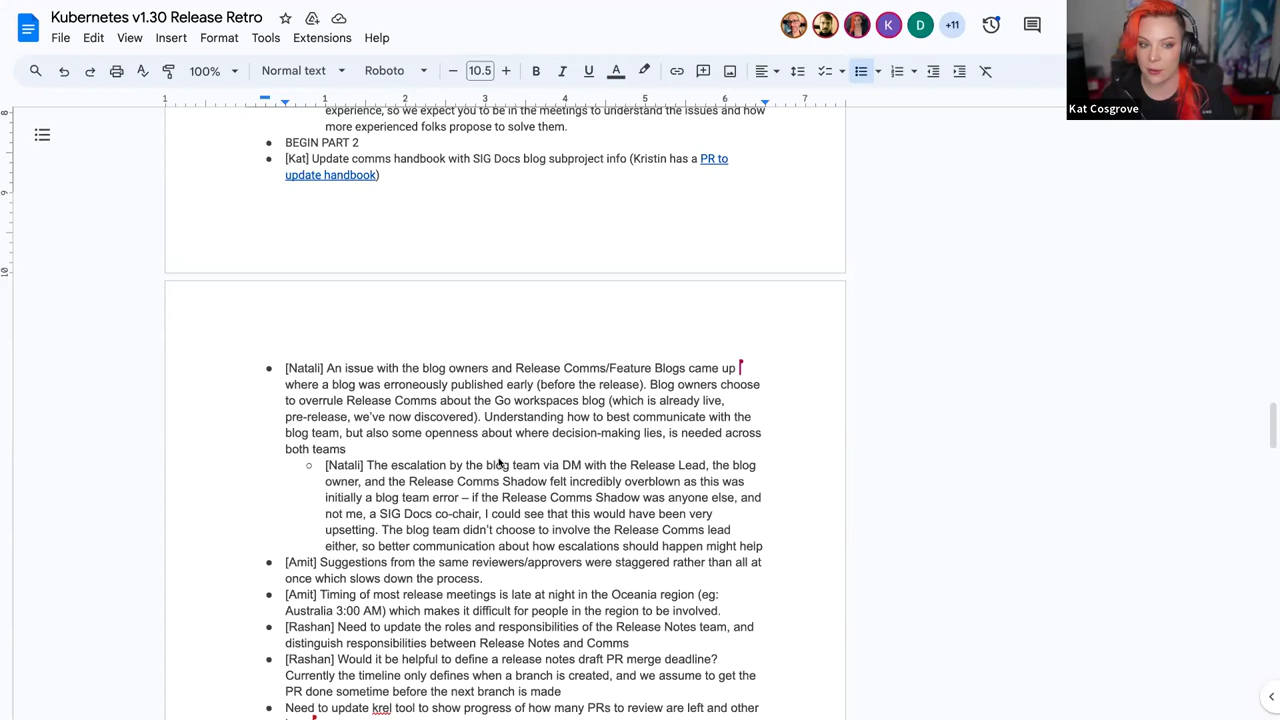 Kubernetes v1.30 Release Retro
File Edit View Insert Format Tools Extensions Help
K D +11
100% Normal text Roboto 10.5
Kat Cosgrove
1 1 2 3 4 5 6 7
8
9
10
experience, so we expect you to be in the meetings to understand the issues and how
more experienced folks propose to solve them.
● BEGIN PART 2
● [Kat] Update comms handbook with SIG Docs blog subproject info (Kristin has a PR to
update handbook)
● [Natali] An issue with the blog owners and Release Comms/Feature Blogs came up
where a blog was erroneously published early (before the release). Blog owners choose
to overrule Release Comms about the Go workspaces blog (which is already live,
pre-release, we've now discovered). Understanding how to best communicate with the
blog team, but also some openness about where decision-making lies, is needed across
both teams
○ [Natali] The escalation by the blog team via DM with the Release Lead, the blog
owner, and the Release Comms Shadow felt incredibly overblown as this was
initially a blog team error – if the Release Comms Shadow was anyone else, and
not me, a SIG Docs co-chair, I could see that this would have been very
upsetting. The blog team didn't choose to involve the Release Comms lead
either, so better communication about how escalations should happen might help
● [Amit] Suggestions from the same reviewers/approvers were staggered rather than all at
once which slows down the process.
● [Amit] Timing of most release meetings is late at night in the Oceania region (eg:
Australia 3:00 AM) which makes it difficult for people in the region to be involved.
● [Rashan] Need to update the roles and responsibilities of the Release Notes team, and
distinguish responsibilities between Release Notes and Comms
● [Rashan] Would it be helpful to define a release notes draft PR merge deadline?
Currently the timeline only defines when a branch is created, and we assume to get the
PR done sometime before the next branch is made
● Need to update krel tool to show progress of how many PRs to review are left and other